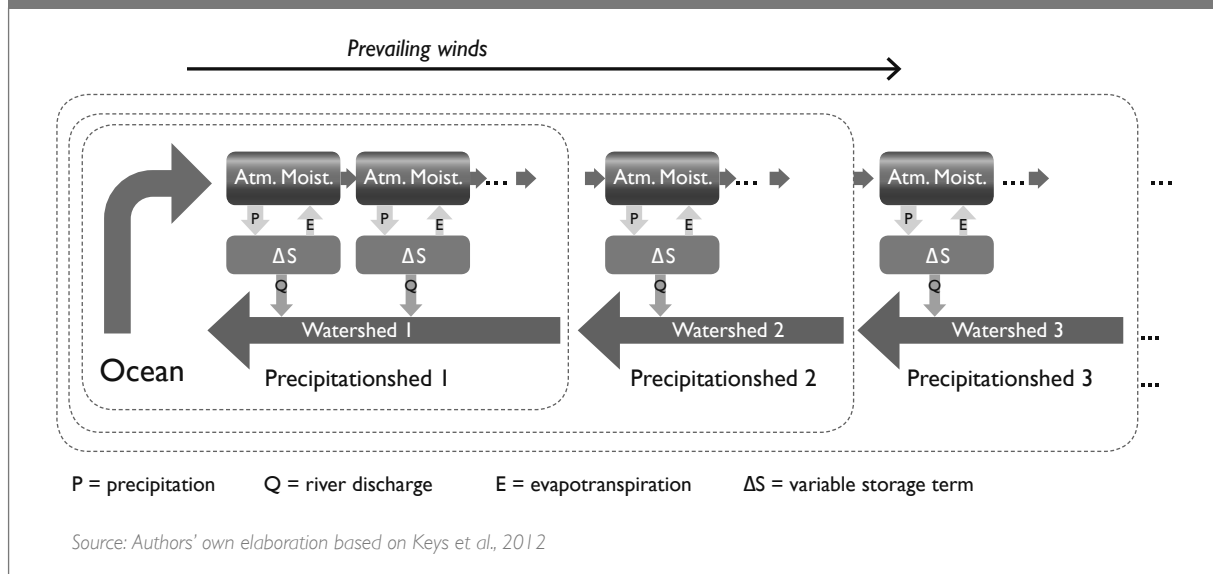 Prevailing winds
Atm. Moist. Atm. Moist. ... Atm. Moist. ... Atm. Moist. ... ...
P E P E P E P E
ΔS ΔS ΔS ΔS
Q Q Q Q
Watershed 1 Watershed 2 Watershed 3 ...
Ocean Precipitationshed 1 Precipitationshed 2 Precipitationshed 3 ...
P = precipitation Q = river discharge E = evapotranspiration ΔS = variable storage term
Source: Authors' own elaboration based on Keys et al., 2012